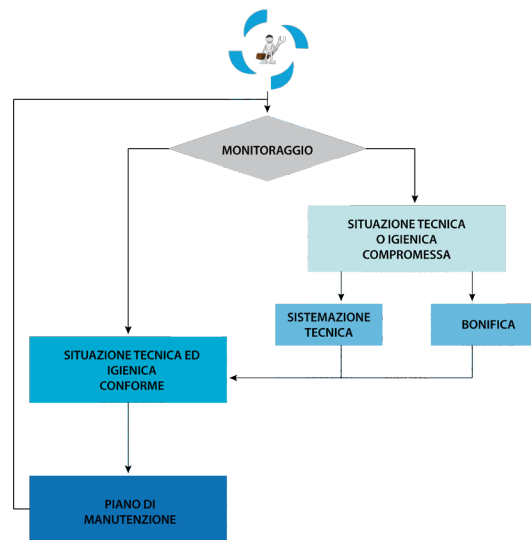 MONITORAGGIO
SITUAZIONE TECNICA
O IGIENICA
COMPROMESSA
SISTEMAZIONE
TECNICA
BONIFICA
SITUAZIONE TECNICA ED
IGIENICA
CONFORME
PIANO DI
MANUTENZIONE